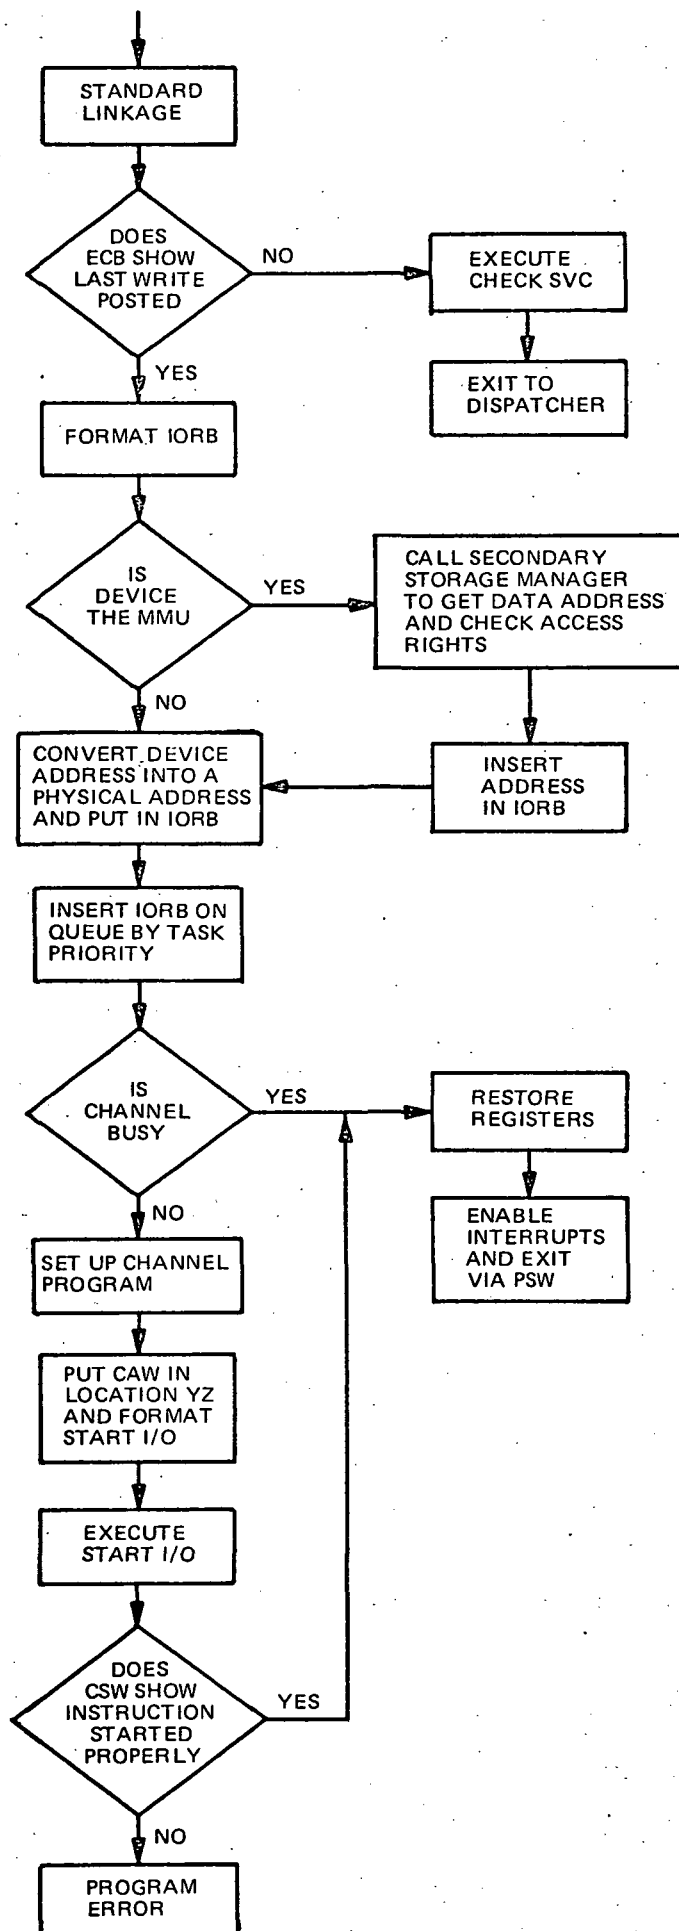 STANDARD
LINKAGE
DOES
ECB SHOW
LAST WRITE
POSTED
NO
EXECUTE
CHECK SVC
EXIT TO
DISPATCHER
YES
FORMAT IORB
IS
DEVICE
THE MMU
YES
CALL SECONDARY
STORAGE MANAGER
TO GET DATA ADDRESS
AND CHECK ACCESS
RIGHTS
NO
CONVERT DEVICE
ADDRESS INTO A
PHYSICAL ADDRESS
AND PUT IN IORB
INSERT
ADDRESS
IN IORB
INSERT IORB ON
QUEUE BY TASK
PRIORITY
IS
CHANNEL
BUSY
YES
RESTORE
REGISTERS
ENABLE
INTERRUPTS
AND EXIT
VIA PSW
NO
SET UP CHANNEL
PROGRAM
PUT CAW IN
LOCATION YZ
AND FORMAT
START I/O
EXECUTE
START I/O
DOES
CSW SHOW
INSTRUCTION
STARTED
PROPERLY
YES
NO
PROGRAM
ERROR